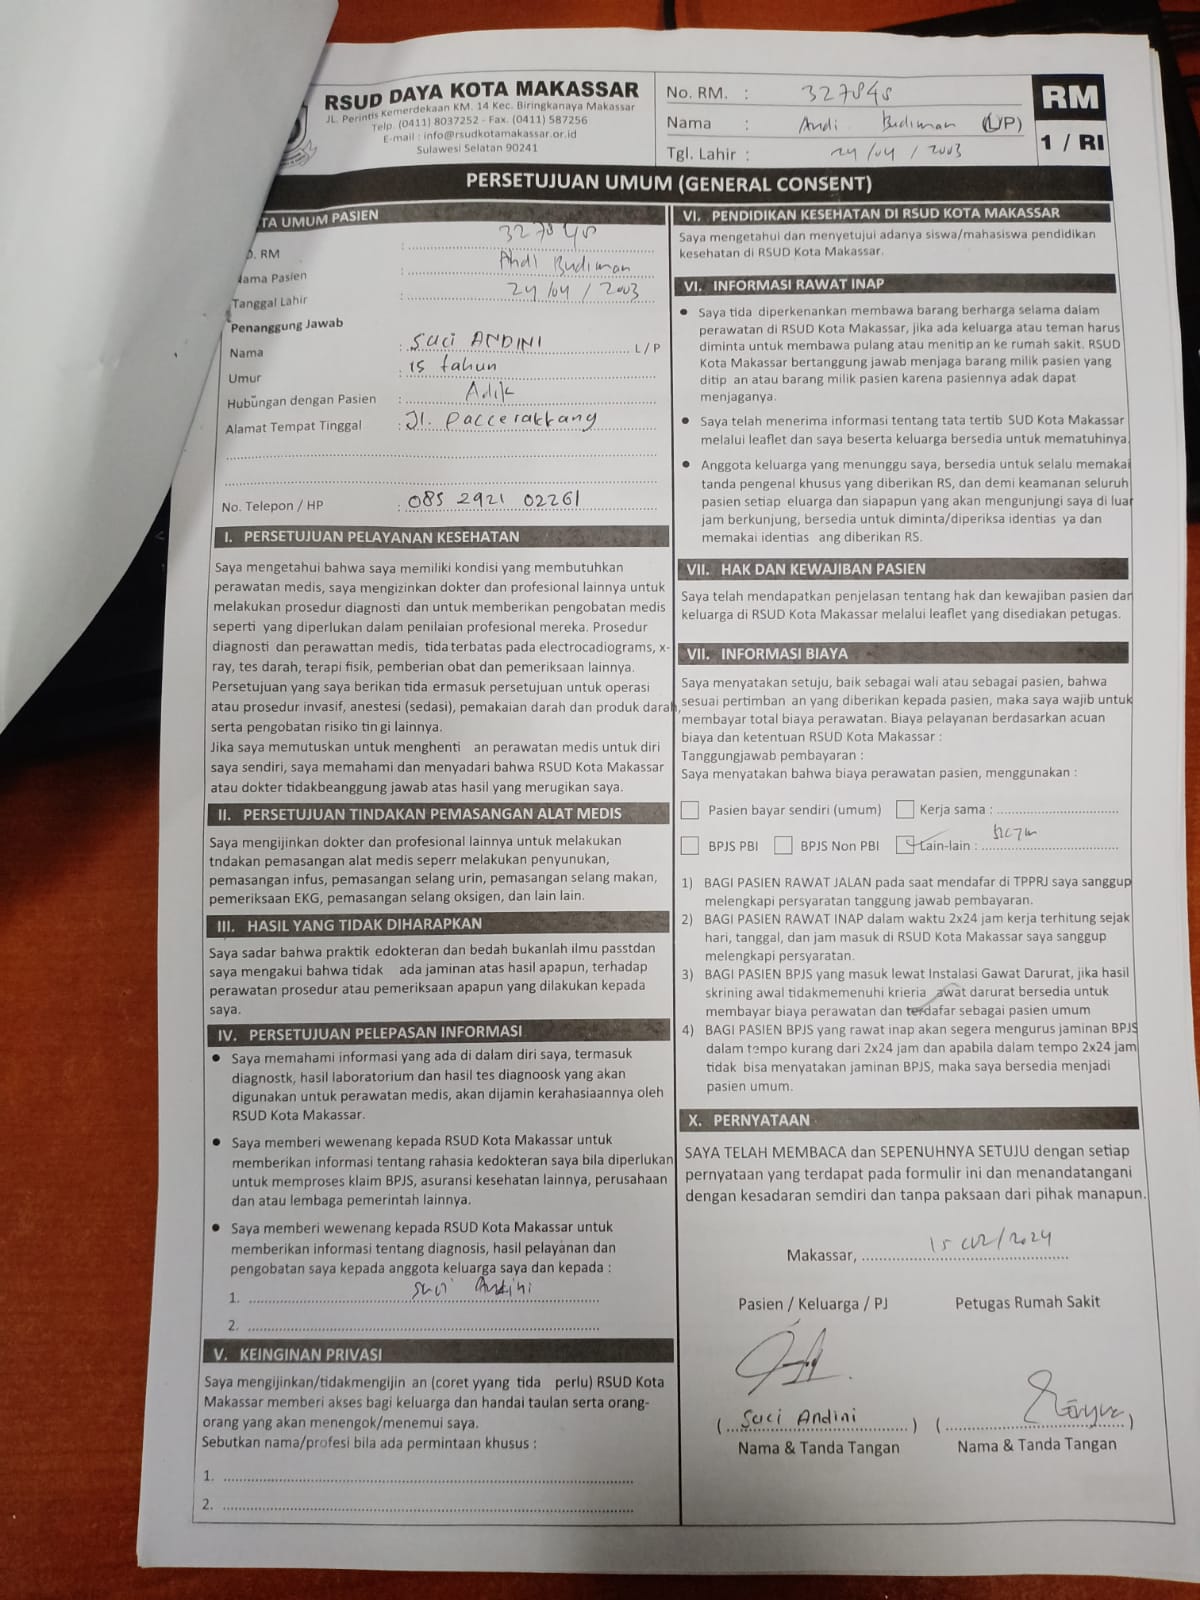 RSUD DAYA KOTA MAKASSAR
JL. Perintis Kemerdekaan KM. 14 Kec. Biringkanaya Makassar
Telp. (0411) 8037252 - Fax. (0411) 587256
E-mail : info@rsudkotamakassar.or.id
Sulawesi Selatan 90241
No. RM. : 327845
Nama : Andi Budiman (L/P)
Tgl. Lahir : 24/04/2003
RM
1 / RI
PERSETUJUAN UMUM (GENERAL CONSENT)
TA UMUM PASIEN
. RM : 327845
ama Pasien : Andi Budiman
Tanggal Lahir : 24/04/2003
Penanggung Jawab
Nama : Suci ANDINI L/P
Umur : 15 tahun
Hubungan dengan Pasien : Adik
Alamat Tempat Tinggal : Jl. Paccerakkang
No. Telepon / HP : 085 2921 02261
I. PERSETUJUAN PELAYANAN KESEHATAN
Saya mengetahui bahwa saya memiliki kondisi yang membutuhkan
perawatan medis, saya mengizinkan dokter dan profesional lainnya untuk
melakukan prosedur diagnosti dan untuk memberikan pengobatan medis
seperti yang diperlukan dalam penilaian profesional mereka. Prosedur
diagnosti dan perawattan medis, tida terbatas pada electrocadiograms, x-
ray, tes darah, terapi fisik, pemberian obat dan pemeriksaan lainnya.
Persetujuan yang saya berikan tida ermasuk persetujuan untuk operasi
atau prosedur invasif, anestesi (sedasi), pemakaian darah dan produk darah,
serta pengobatan risiko tin gi lainnya.
Jika saya memutuskan untuk menghenti an perawatan medis untuk diri
saya sendiri, saya memahami dan menyadari bahwa RSUD Kota Makassar
atau dokter tidakbeanggung jawab atas hasil yang merugikan saya.
II. PERSETUJUAN TINDAKAN PEMASANGAN ALAT MEDIS
Saya mengijinkan dokter dan profesional lainnya untuk melakukan
tndakan pemasangan alat medis seperr melakukan penyunukan,
pemasangan infus, pemasangan selang urin, pemasangan selang makan,
pemeriksaan EKG, pemasangan selang oksigen, dan lain lain.
III. HASIL YANG TIDAK DIHARAPKAN
Saya sadar bahwa praktik edokteran dan bedah bukanlah ilmu passtdan
saya mengakui bahwa tidak ada jaminan atas hasil apapun, terhadap
perawatan prosedur atau pemeriksaan apapun yang dilakukan kepada
saya.
IV. PERSETUJUAN PELEPASAN INFORMASI
• Saya memahami informasi yang ada di dalam diri saya, termasuk
diagnostk, hasil laboratorium dan hasil tes diagnoosk yang akan
digunakan untuk perawatan medis, akan dijamin kerahasiaannya oleh
RSUD Kota Makassar.
• Saya memberi wewenang kepada RSUD Kota Makassar untuk
memberikan informasi tentang rahasia kedokteran saya bila diperlukan
untuk memproses klaim BPJS, asuransi kesehatan lainnya, perusahaan
dan atau lembaga pemerintah lainnya.
• Saya memberi wewenang kepada RSUD Kota Makassar untuk
memberikan informasi tentang diagnosis, hasil pelayanan dan
pengobatan saya kepada anggota keluarga saya dan kepada :
1. Suci Andini
2.
V. KEINGINAN PRIVASI
Saya mengijinkan/tidakmengijin an (coret yyang tida perlu) RSUD Kota
Makassar memberi akses bagi keluarga dan handai taulan serta orang-
orang yang akan menengok/menemui saya.
Sebutkan nama/profesi bila ada permintaan khusus :
1.
2.
VI. PENDIDIKAN KESEHATAN DI RSUD KOTA MAKASSAR
Saya mengetahui dan menyetujui adanya siswa/mahasiswa pendidikan
kesehatan di RSUD Kota Makassar.
VI. INFORMASI RAWAT INAP
• Saya tida diperkenankan membawa barang berharga selama dalam
perawatan di RSUD Kota Makassar, jika ada keluarga atau teman harus
diminta untuk membawa pulang atau menitip an ke rumah sakit. RSUD
Kota Makassar bertanggung jawab menjaga barang milik pasien yang
ditip an atau barang milik pasien karena pasiennya adak dapat
menjaganya.
• Saya telah menerima informasi tentang tata tertib SUD Kota Makassar
melalui leaflet dan saya beserta keluarga bersedia untuk mematuhinya
• Anggota keluarga yang menunggu saya, bersedia untuk selalu memakai
tanda pengenal khusus yang diberikan RS, dan demi keamanan seluruh
pasien setiap eluarga dan siapapun yang akan mengunjungi saya di luar
jam berkunjung, bersedia untuk diminta/diperiksa identias ya dan
memakai identias ang diberikan RS.
VII. HAK DAN KEWAJIBAN PASIEN
Saya telah mendapatkan penjelasan tentang hak dan kewajiban pasien dan
keluarga di RSUD Kota Makassar melalui leaflet yang disediakan petugas.
VII. INFORMASI BIAYA
Saya menyatakan setuju, baik sebagai wali atau sebagai pasien, bahwa
sesuai pertimban an yang diberikan kepada pasien, maka saya wajib untuk
membayar total biaya perawatan. Biaya pelayanan berdasarkan acuan
biaya dan ketentuan RSUD Kota Makassar :
Tanggungjawab pembayaran :
Saya menyatakan bahwa biaya perawatan pasien, menggunakan :
Pasien bayar sendiri (umum) Kerja sama :
BPJS PBI BPJS Non PBI Lain-lain :
1) BAGI PASIEN RAWAT JALAN pada saat mendafar di TPPRJ saya sanggup
melengkapi persyaratan tanggung jawab pembayaran.
2) BAGI PASIEN RAWAT INAP dalam waktu 2x24 jam kerja terhitung sejak
hari, tanggal, dan jam masuk di RSUD Kota Makassar saya sanggup
melengkapi persyaratan.
3) BAGI PASIEN BPJS yang masuk lewat Instalasi Gawat Darurat, jika hasil
skrining awal tidakmemenuhi krieria awat darurat bersedia untuk
membayar biaya perawatan dan terdafar sebagai pasien umum
4) BAGI PASIEN BPJS yang rawat inap akan segera mengurus jaminan BPJS
dalam tempo kurang dari 2x24 jam dan apabila dalam tempo 2x24 jam
tidak bisa menyatakan jaminan BPJS, maka saya bersedia menjadi
pasien umum.
X. PERNYATAAN
SAYA TELAH MEMBACA dan SEPENUHNYA SETUJU dengan setiap
pernyataan yang terdapat pada formulir ini dan menandatangani
dengan kesadaran semdiri dan tanpa paksaan dari pihak manapun.
Makassar, 15 /2024
Pasien / Keluarga / PJ Petugas Rumah Sakit
( Suci Andini ) ( )
Nama & Tanda Tangan Nama & Tanda Tangan